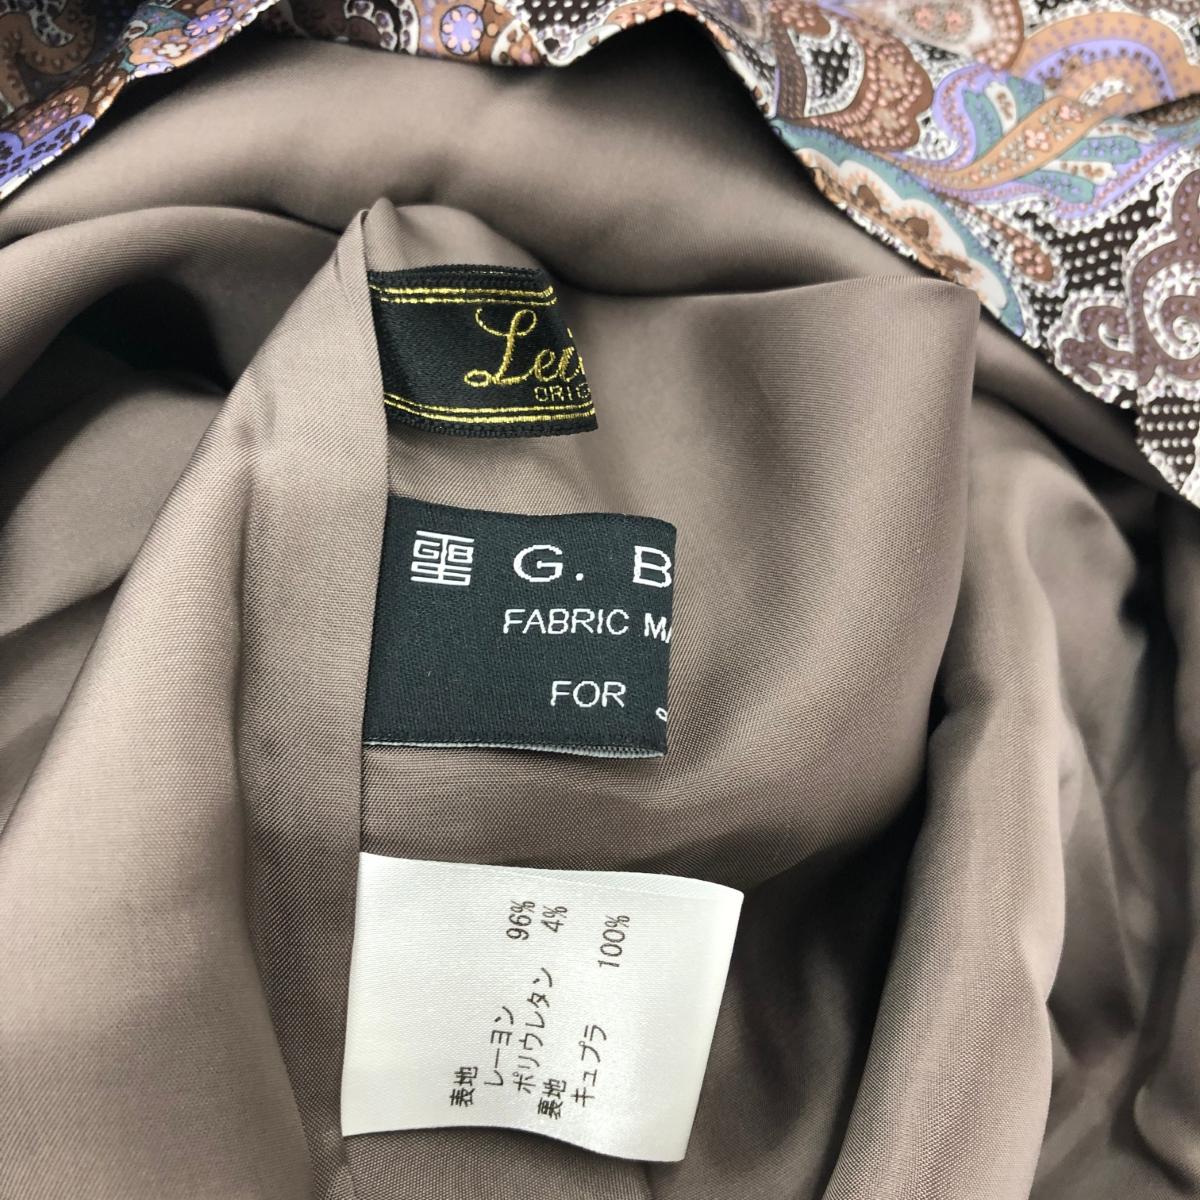 Lei
ORIG
GB G. B
FABRIC MA
FOR
表地
レーヨン 96%
ポリウレタン 4%
裏地
キュプラ 100%